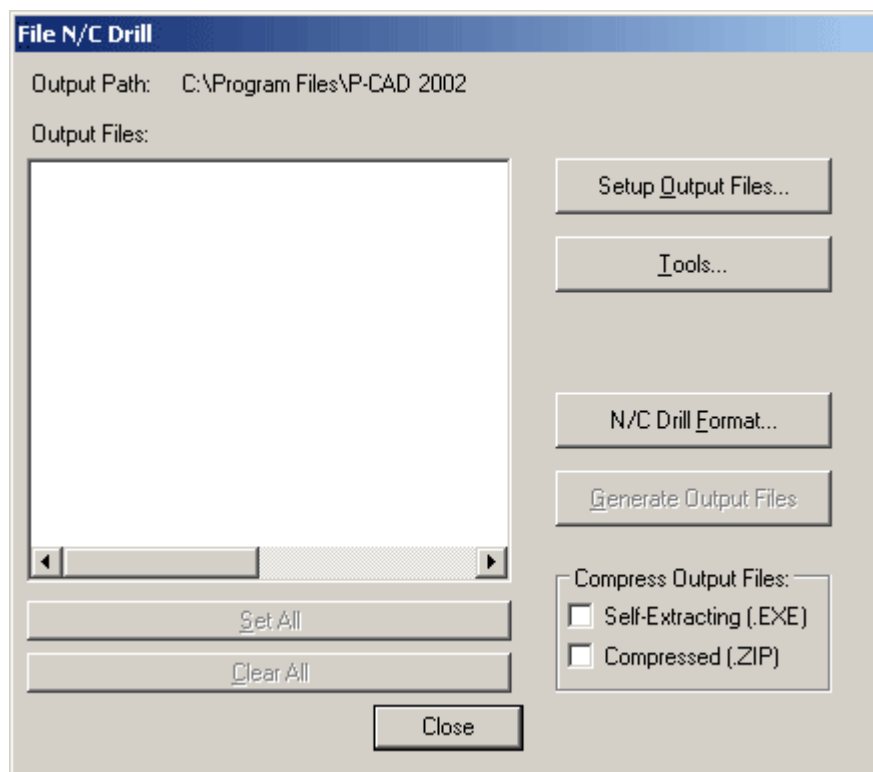 File N/C Drill
Output Path: C:\Program Files\P-CAD 2002
Output Files:
Setup Output Files...
Tools...
N/C Drill Format...
Generate Output Files
Compress Output Files:
Self-Extracting (.EXE)
Compressed (.ZIP)
Set All
Clear All
Close